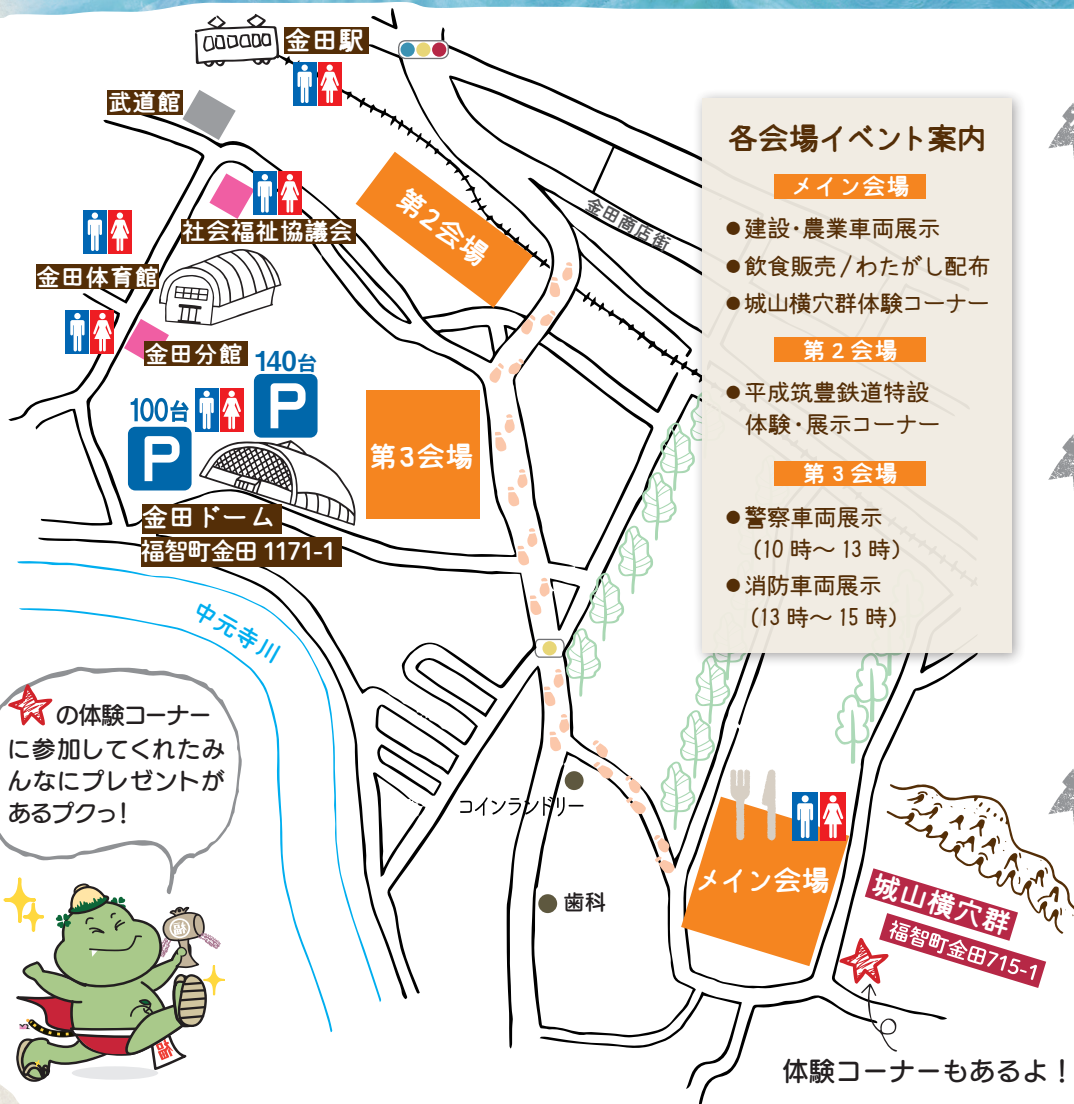 金田駅
武道館
社会福祉協議会
第2会場
金田商店街
金田体育館
金田分館
140台
P
100台
P
第3会場
金田ドーム
福智町金田 1171-1
中元寺川
各会場イベント案内
メイン会場
●建設・農業車両展示
●飲食販売/わたがし配布
●城山横穴群体験コーナー
第2会場
●平成筑豊鉄道特設
体験・展示コーナー
第3会場
●警察車両展示
(10時～13時)
●消防車両展示
(13時～15時)
の体験コーナー
に参加してくれたみ
んなにプレゼントが
あるプクっ!
コインランドリー
歯科
メイン会場
城山横穴群
福智町金田715-1
体験コーナーもあるよ!
福
福